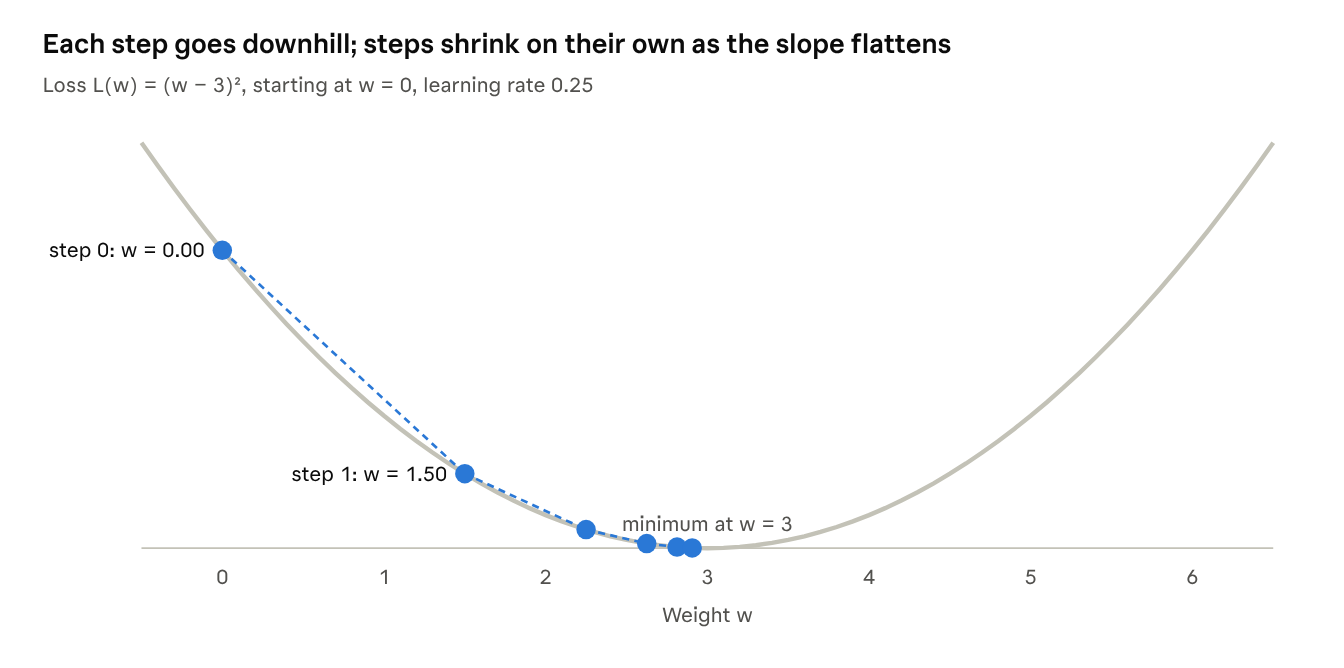 Each step goes downhill; steps shrink on their own as the slope flattens
Loss L(w) = (w − 3)², starting at w = 0, learning rate 0.25
step 0: w = 0.00
step 1: w = 1.50
minimum at w = 3
0 1 2 3 4 5 6
Weight w